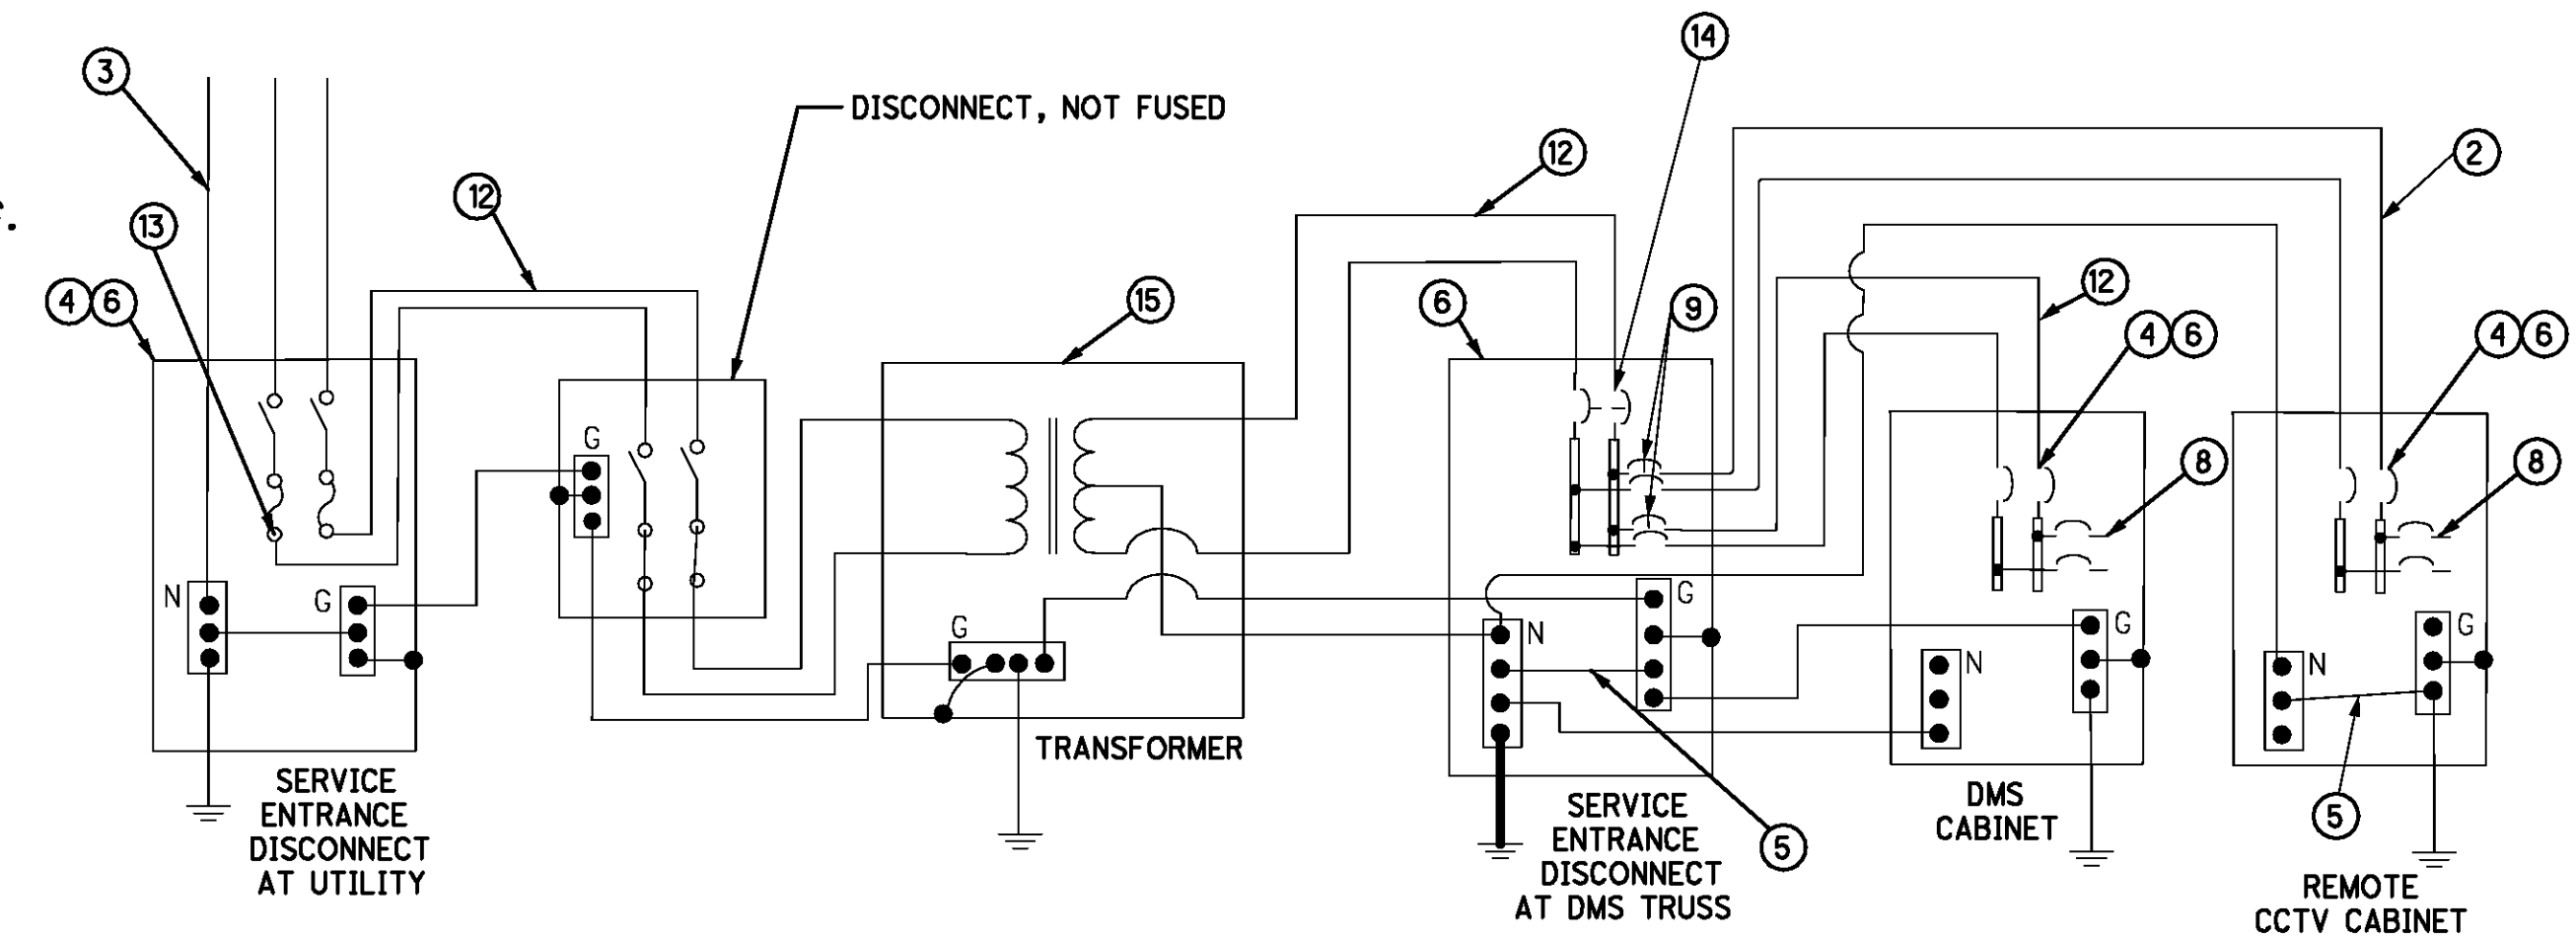 3
DISCONNECT, NOT FUSED
14
12
2
12
13
4 6
15
6
9
12
4 6
4 6
8
8
G
N
G
G
G
N
G
N
G
N
TRANSFORMER
5
5
SERVICE
ENTRANCE
DISCONNECT
AT UTILITY
SERVICE
ENTRANCE
DISCONNECT
AT DMS TRUSS
DMS
CABINET
REMOTE
CCTV CABINET